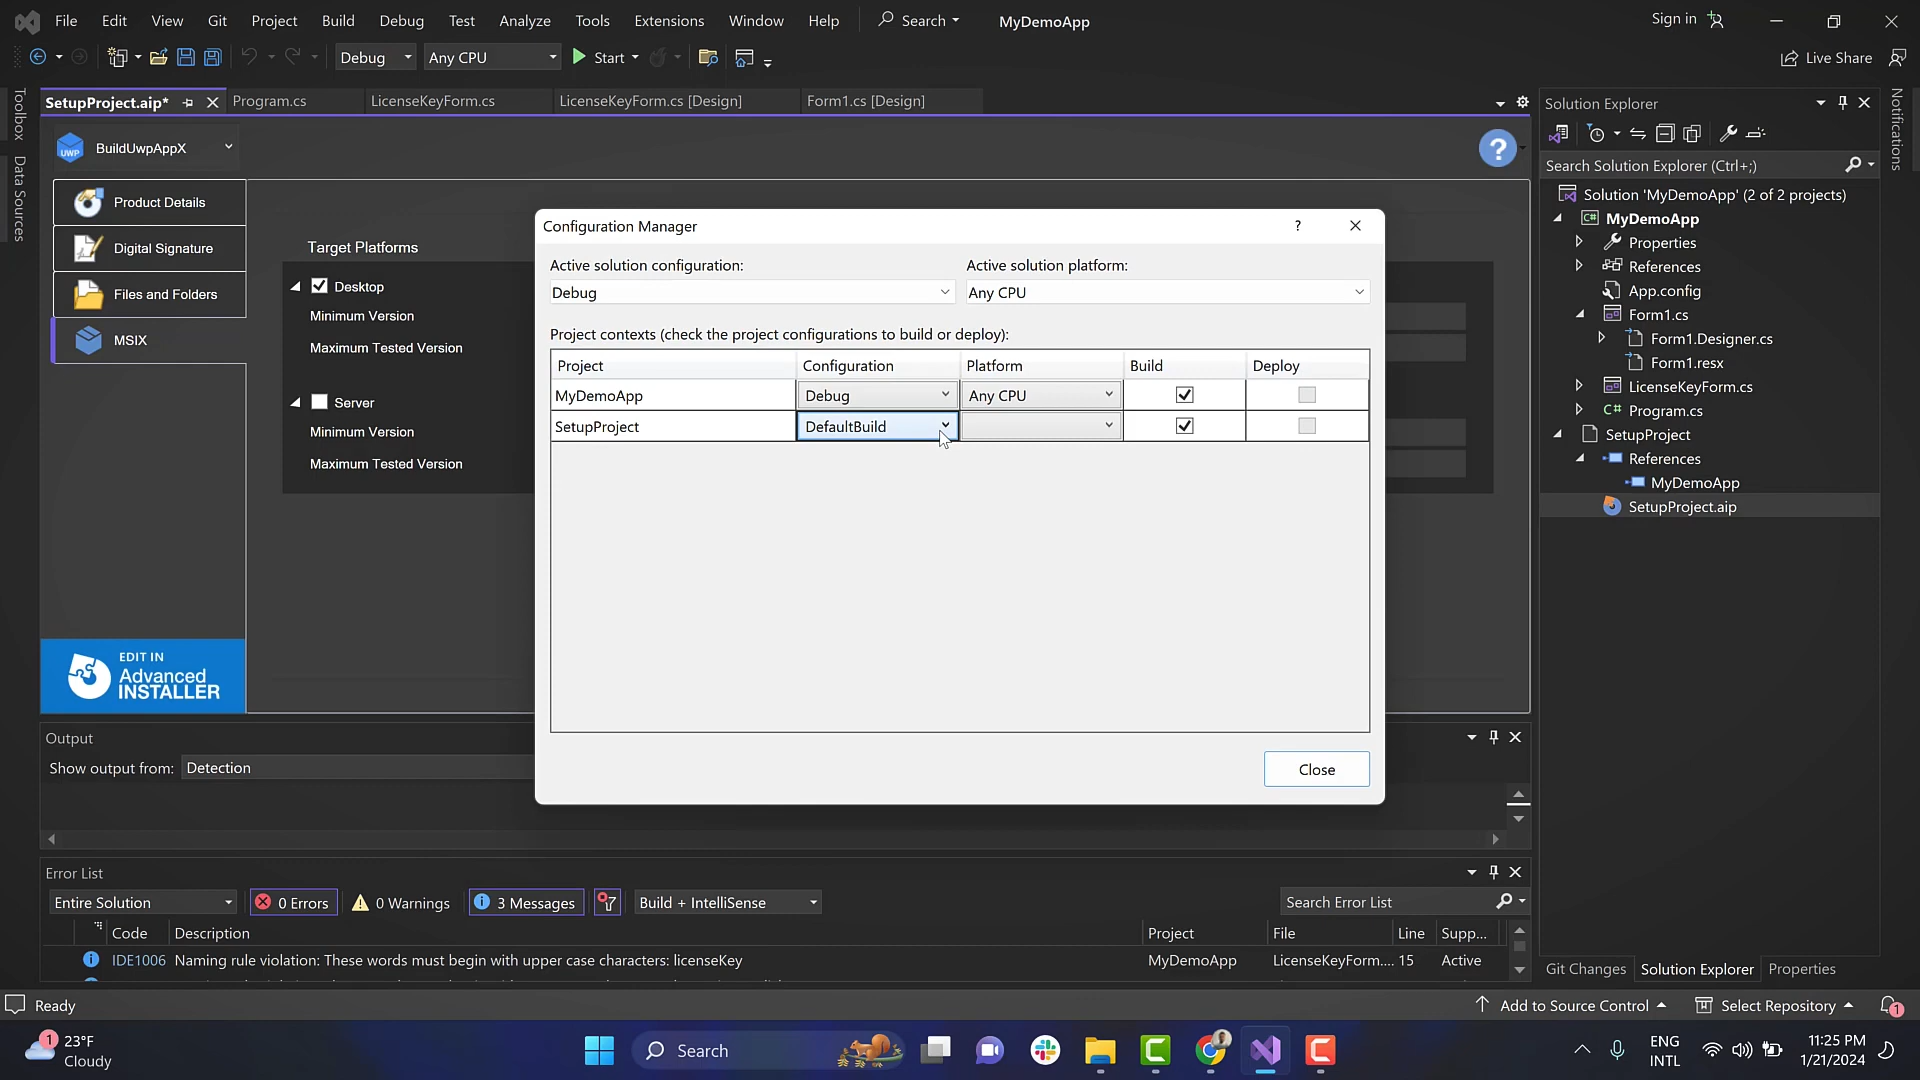 File Edit View Git Project Build Debug Test Analyze Tools Extensions Window Help Search MyDemoApp Sign in
Debug Any CPU Start Live Share
Toolbox
Data Sources
SetupProject.aip* Program.cs LicenseKeyForm.cs LicenseKeyForm.cs [Design] Form1.cs [Design]
UWP BuildUwpAppX
?
Product Details
Digital Signature
Files and Folders
MSIX
EDIT IN
Advanced
INSTALLER
Target Platforms
Desktop
Minimum Version
Maximum Tested Version
Server
Minimum Version
Maximum Tested Version
Configuration Manager ?
Active solution configuration: Active solution platform:
Debug Any CPU
Project contexts (check the project configurations to build or deploy):
Project Configuration Platform Build Deploy
MyDemoApp Debug Any CPU
SetupProject DefaultBuild
Close
Solution Explorer
Search Solution Explorer (Ctrl+;)
Solution 'MyDemoApp' (2 of 2 projects)
C# MyDemoApp
Properties
References
App.config
Form1.cs
Form1.Designer.cs
Form1.resx
LicenseKeyForm.cs
C# Program.cs
SetupProject
References
MyDemoApp
SetupProject.aip
Notifications
Output
Show output from: Detection
Error List
Entire Solution 0 Errors 0 Warnings 3 Messages Build + IntelliSense Search Error List
Code Description Project File Line Supp...
IDE1006 Naming rule violation: These words must begin with upper case characters: licenseKey MyDemoApp LicenseKeyForm.... 15 Active
Git Changes Solution Explorer Properties
Ready Add to Source Control Select Repository 1
1 23°F
Cloudy
Search
ENG
INTL
11:25 PM
1/21/2024